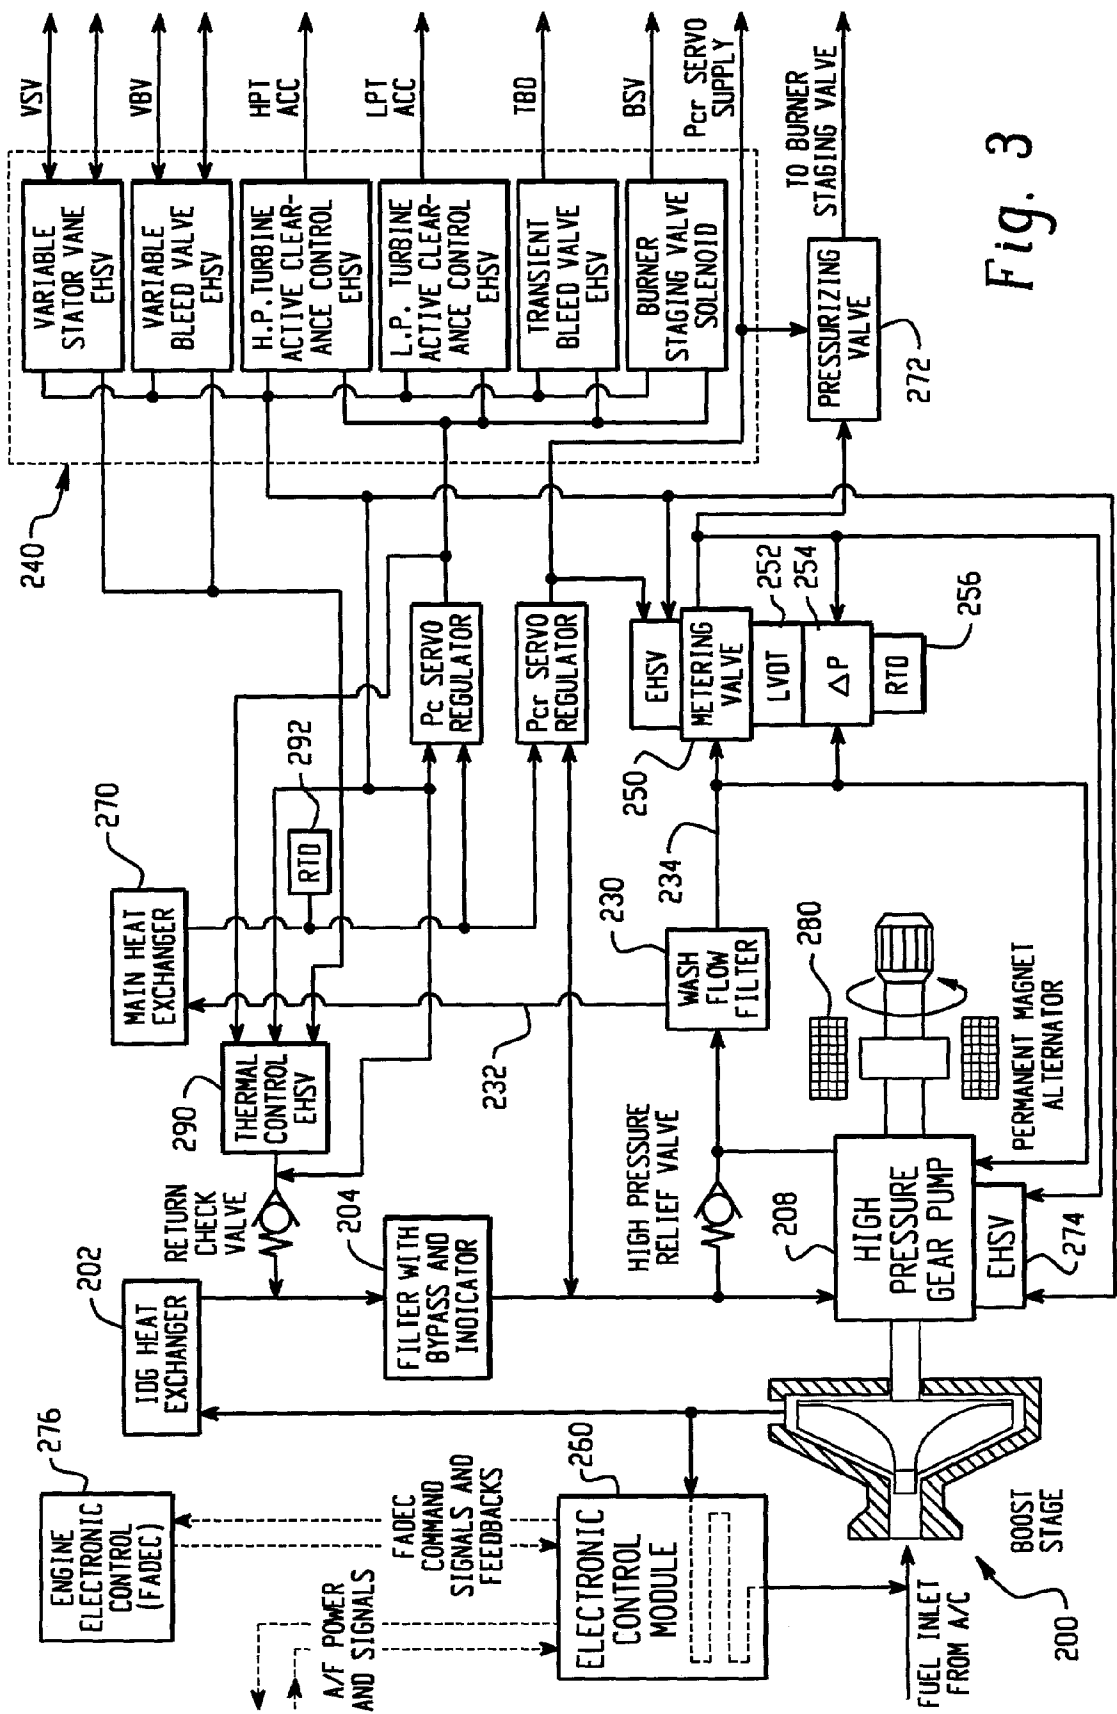 VSV
VBV
HPT
ACC
LPT
ACC
TBD
BSV
Pcr SERVO
SUPPLY
TO BURNER
STAGING VALVE
VARIABLE
STATOR VANE
EHSV
VARIABLE
BLEED VALVE
EHSV
H.P. TURBINE
ACTIVE CLEAR-
ANCE CONTROL
EHSV
L.P. TURBINE
ACTIVE CLEAR-
ANCE CONTROL
EHSV
TRANSIENT
BLEED VALVE
EHSV
BURNER
STAGING VALVE
SOLENOID
PRESSURIZING
VALVE
272
240
Fig. 3
Pc SERVO
REGULATOR
Pcr SERVO
REGULATOR
EHSV
METERING
VALVE
LVDT
ΔP
RTD
250
252
254
256
270
MAIN HEAT
EXCHANGER
RTD
292
230
WASH
FLOW
FILTER
234
232
290
THERMAL
CONTROL
EHSV
280
PERMANENT MAGNET
ALTERNATOR
RETURN
CHECK
VALVE
204
FILTER WITH
BYPASS AND
INDICATOR
HIGH PRESSURE
RELIEF VALVE
208
HIGH
PRESSURE
GEAR PUMP
EHSV
274
202
IDG HEAT
EXCHANGER
276
ENGINE
ELECTRONIC
CONTROL
(FADEC)
FADEC
COMMAND
SIGNALS AND
FEEDBACKS
A/F POWER
AND SIGNALS
260
ELECTRONIC
CONTROL
MODULE
BOOST
STAGE
200
FUEL INLET
FROM A/C